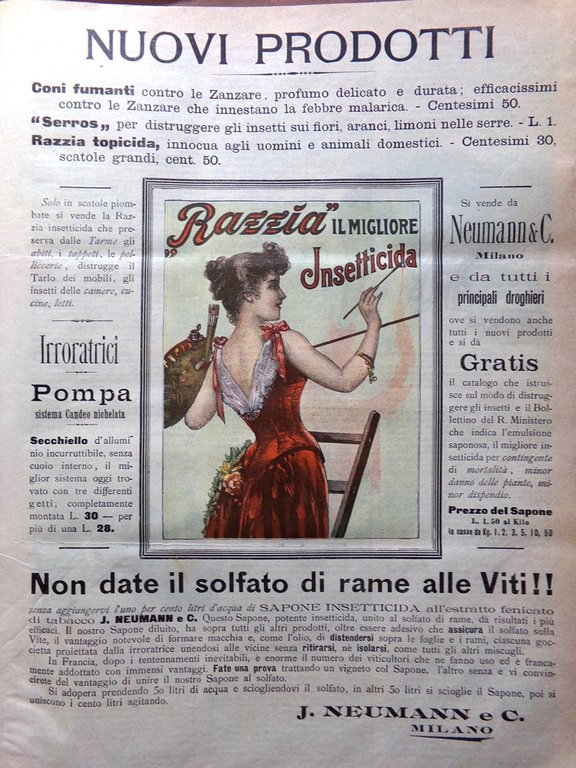 NUOVI PRODOTTI
Coni fumanti contro le Zanzare, profumo delicato e durata; efficacissimi
contro le Zanzare che innestano la febbre malarica. - Centesimi 50.
"Serros„ per distruggere gli insetti sui fiori, aranci, limoni nelle serre. - L. 1.
Razzia topicida, innocua agli uomini e animali domestici. - Centesimi 30,
scatole grandi, cent. 50.
Solo in scatole piom-
bate si vende la Raz-
zia insetticida che pre-
serva dalle Tarme gli
abiti, i tappeti, le pel-
liccerie, distrugge il
Tarlo dei mobili, gli
insetti delle camere, cu-
cine, letti.
Irroratrici
Pompa
sistema Candeo nichelata
Secchiello d'allumi
nio incurruttibile, senza
cuoio interno, il mi-
glior sistema oggi tro-
vato con tre differenti
getti, completamente
montata L. 30 — per
più di una L. 28.
„Razzia" IL MIGLIORE
Insetticida
Si vende da
Neumann & C.
Milano
e da tutti i
principali droghieri
ove si vendono anche
tutti i nuovi prodotti
e si dà
Gratis
il catalogo che istrui-
sce sul modo di distrug-
gere gli insetti e il Bol-
lettino del R. Ministero
che indica l'emulsione
saponosa, il miglior in-
setticida per contingente
di mortalità, minor
danno delle piante, mi-
nor dispendio.
Prezzo del Sapone
L. 1.50 al Kilo
in casse da Kg. 1, 2, 3, 5, 10, 50
Non date il solfato di rame alle Viti!!
senza aggiungervi l'uno per cento litri d'acqua di SAPONE INSETTICIDA all'estratto fenicato
di tabacco J. NEUMANN e C. Questo Sapone, potente insetticida, unito al solfato di rame, dà risultati i più
efficaci. Il nostro Sapone diluito, ha sopra tutti gli altri prodotti, oltre essere adesivo che assicura il solfato sulla
Vite, il vantaggio notevole di formare macchia e, come l'olio, di distendersi sopra le foglie e rami, ciascuna goc-
cietta proiettata dalla irroratrice unendosi alle vicine senza ritirarsi, nè isolarsi, come tutti gli altri miscugli.
In Francia, dopo i tentennamenti inevitabili, e enorme il numero dei viticultori che ne fanno uso ed e franca-
mente addottato con immensi vantaggi. Fate una prova trattando un vigneto col Sapone, l'altro senza e vi convin-
cirete del vantaggio di unire il nostro Sapone al solfato.
Si adopera prendendo 50 litri di acqua e sciogliendovi il solfato, in altri 50 litri si scioglie il Sapone, poi si
uniscono i cento litri agitando.
J. NEUMANN e C.
MILANO